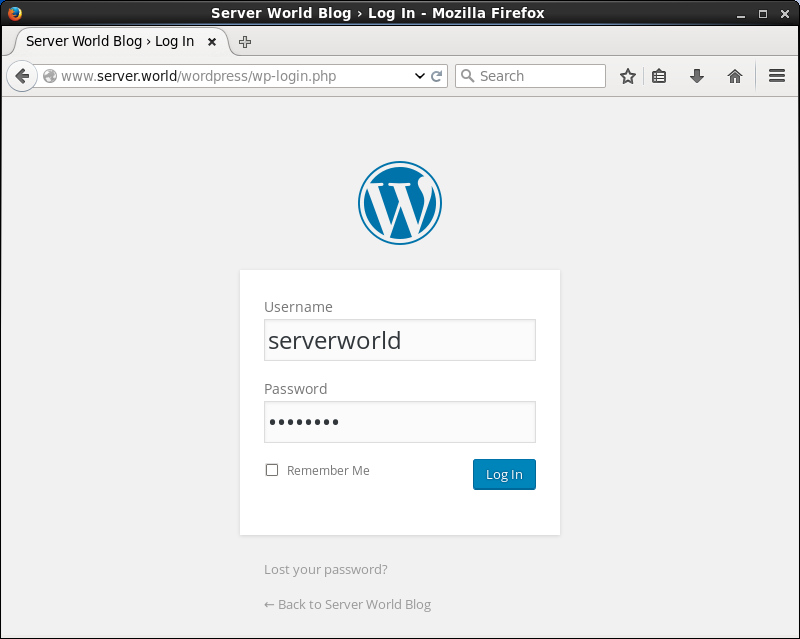 Server World Blog › Log In - Mozilla Firefox
Server World Blog › Log In
www.server.world/wordpress/wp-login.php
Search
Username
serverworld
Password
••••••••
Remember Me
Log In
Lost your password?
← Back to Server World Blog